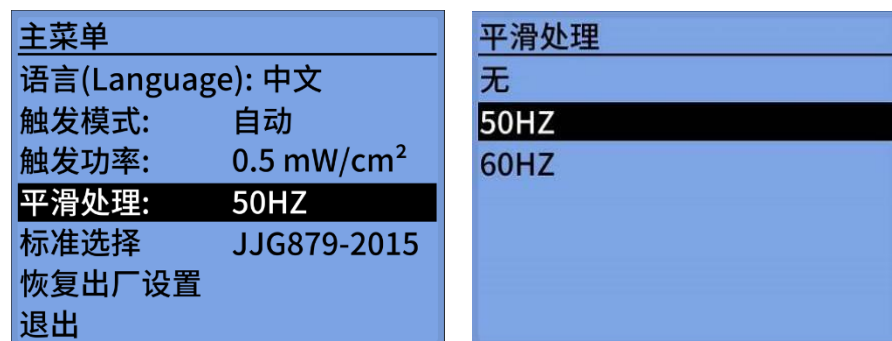 主菜单
语言(Language): 中文
触发模式: 自动
触发功率: 0.5 mW/cm²
平滑处理: 50HZ
标准选择 JJG879-2015
恢复出厂设置
退出
平滑处理
无
50HZ
60HZ